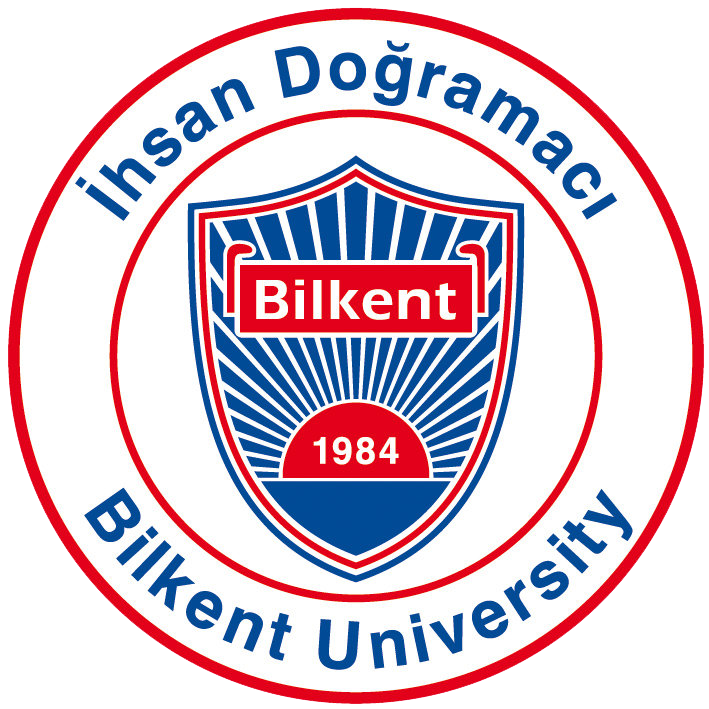 İhsan Doğramacı
Bilkent
1984
Bilkent University